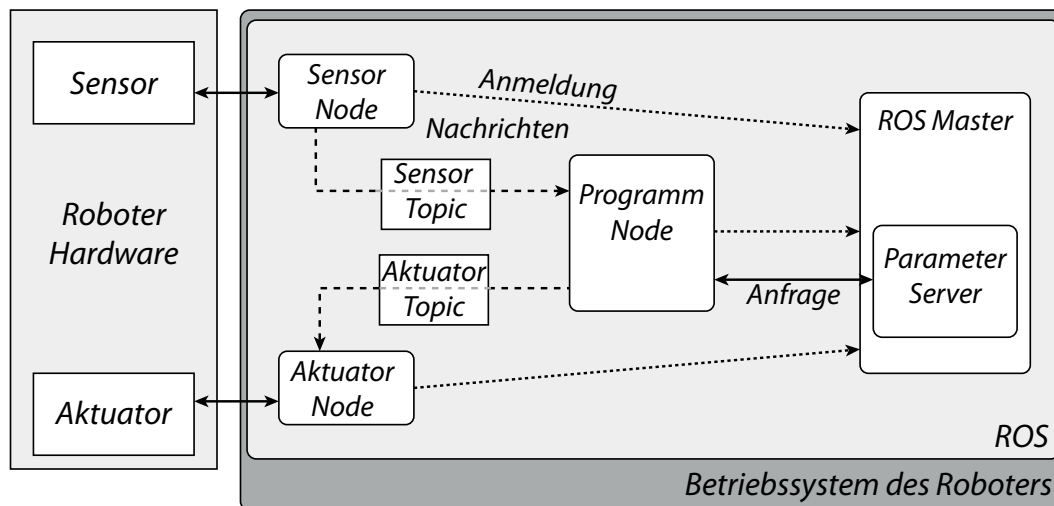 Sensor
Roboter
Hardware
Aktuator
Sensor
Node
Anmeldung
Nachrichten
Sensor
Topic
Programm
Node
Aktuator
Topic
Aktuator
Node
Anfrage
ROS Master
Parameter
Server
ROS
Betriebssystem des Roboters